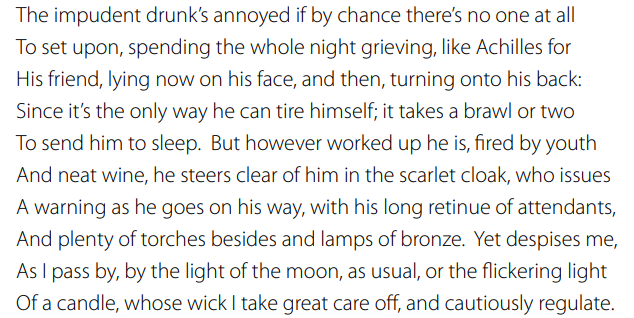 The impudent drunk’s annoyed if by chance there’s no one at all
To set upon, spending the whole night grieving, like Achilles for
His friend, lying now on his face, and then, turning onto his back:
Since it’s the only way he can tire himself; it takes a brawl or two
To send him to sleep.  But however worked up he is, fired by youth
And neat wine, he steers clear of him in the scarlet cloak, who issues
A warning as he goes on his way, with his long retinue of attendants,
And plenty of torches besides and lamps of bronze.  Yet despises me,
As I pass by, by the light of the moon, as usual, or the flickering light
Of a candle, whose wick I take great care off, and cautiously regulate.